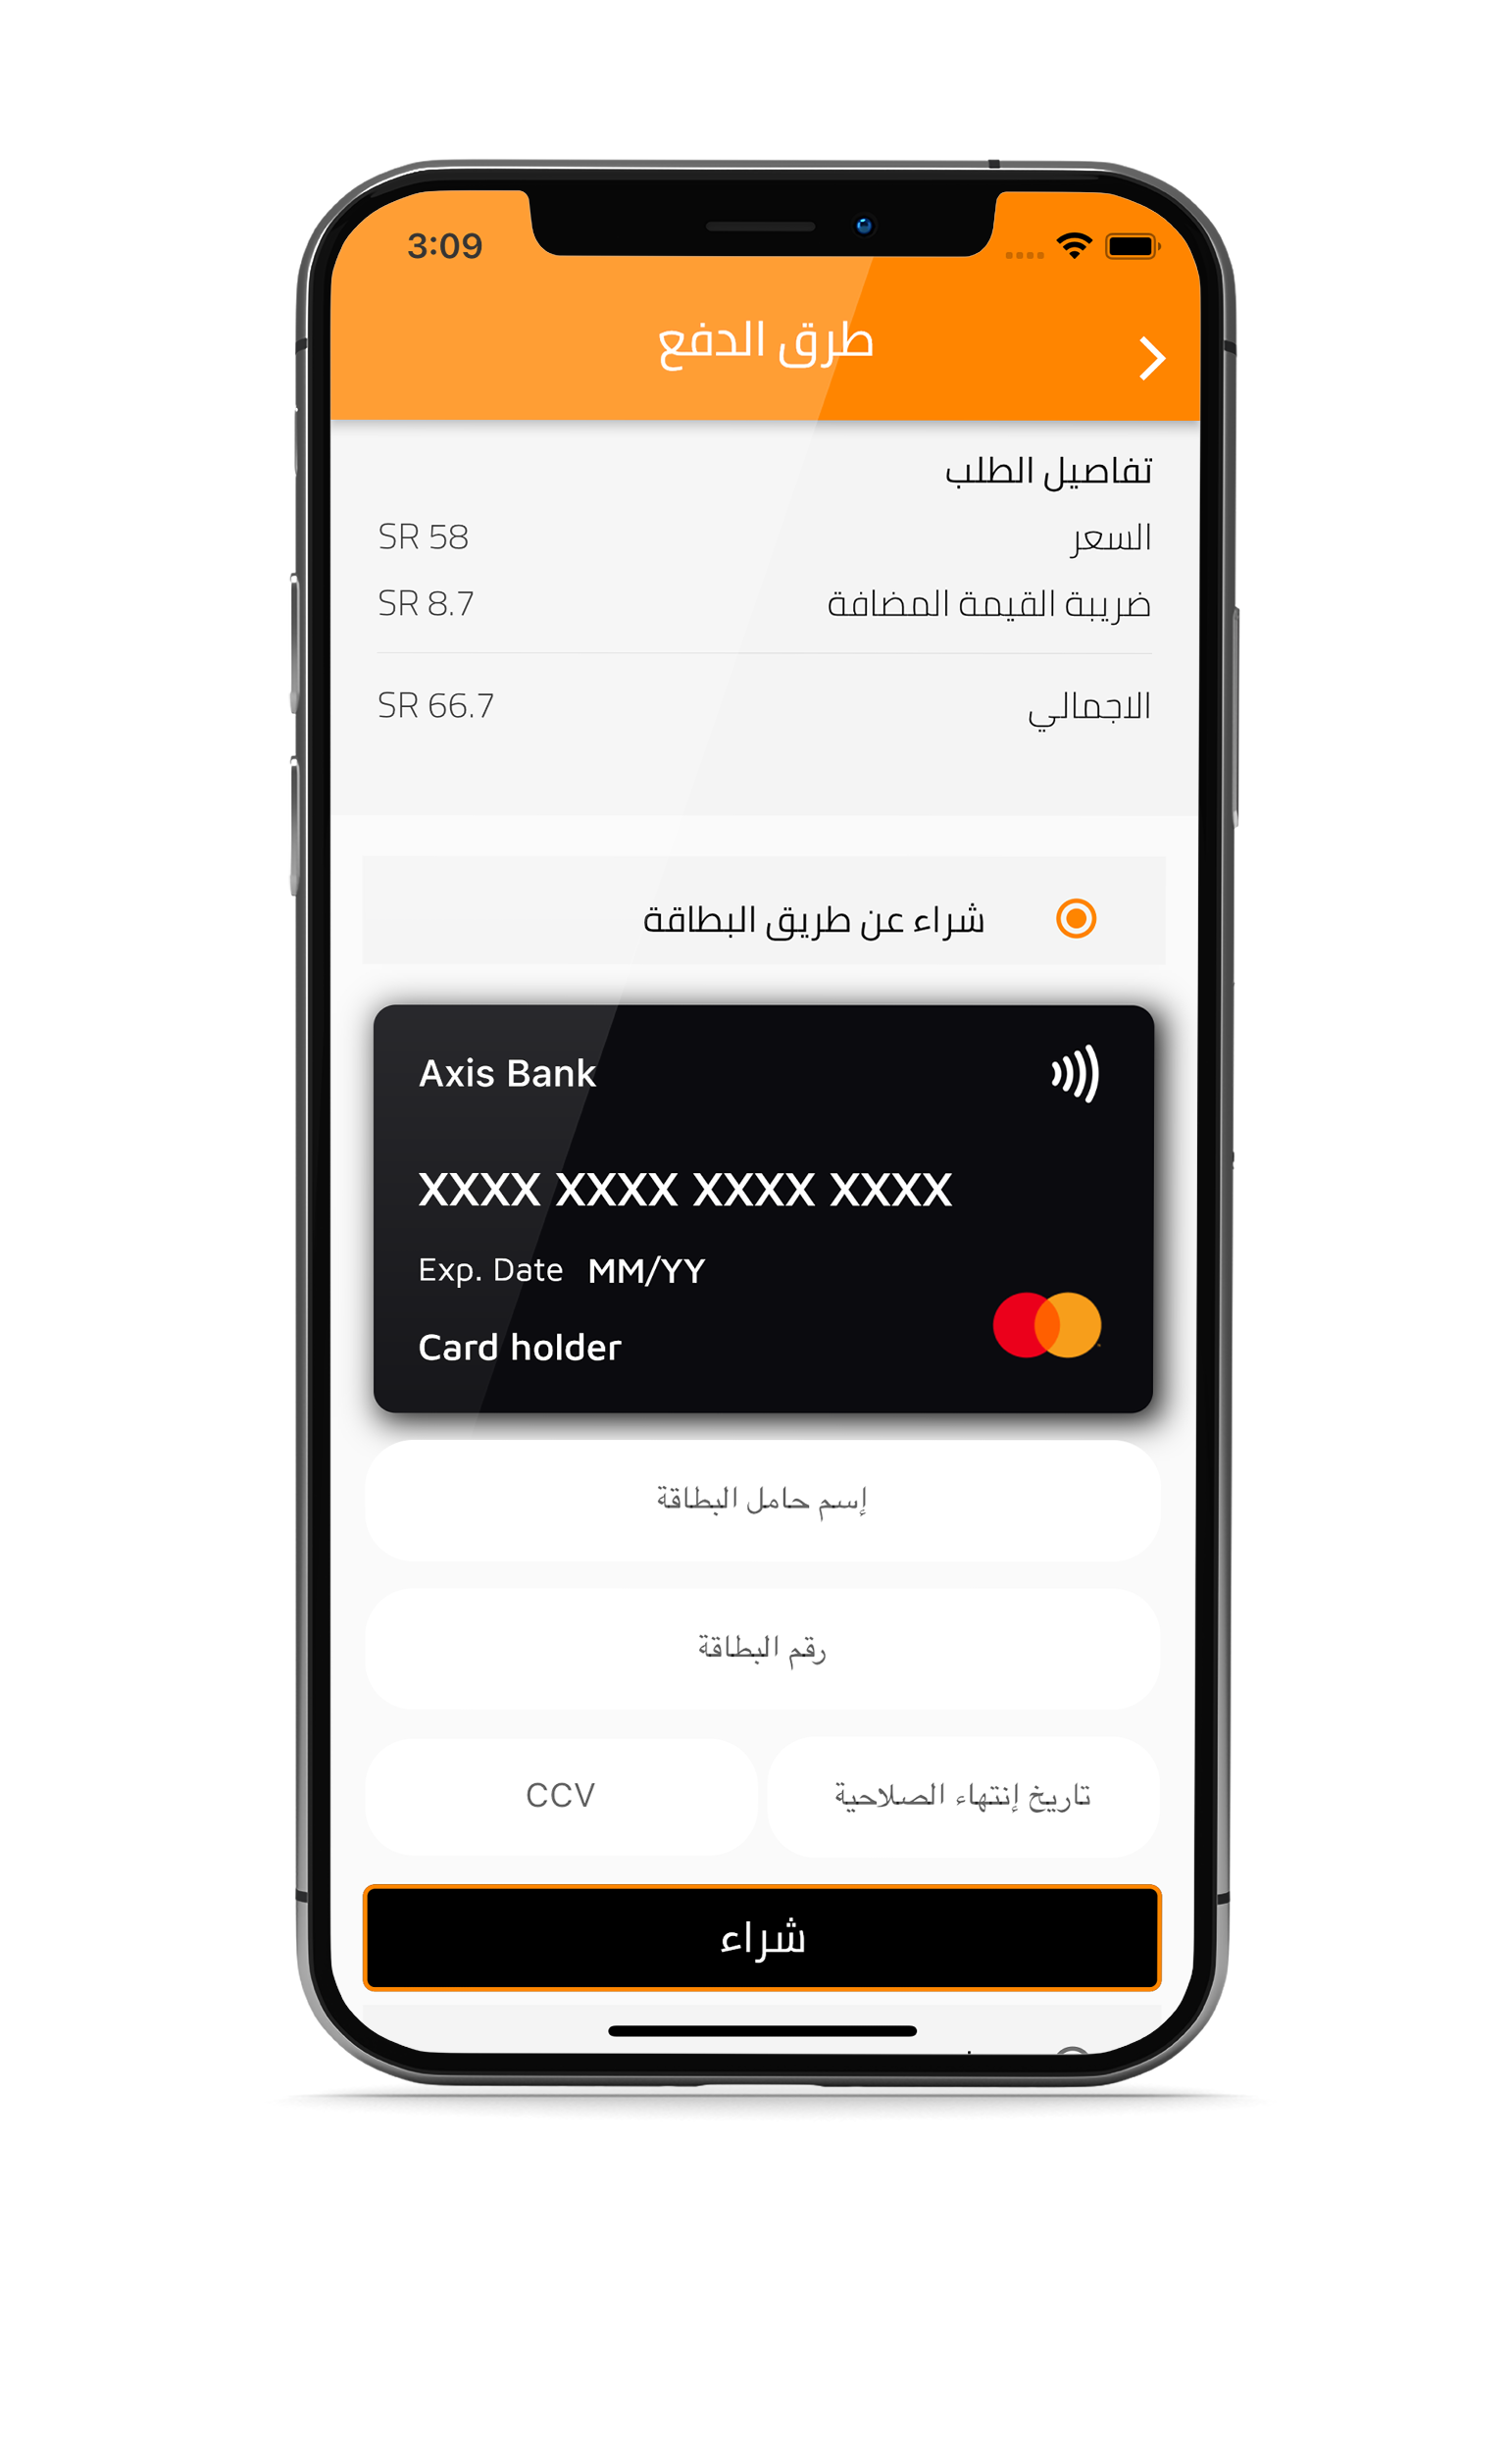 3:09
طرق الدفع
تفاصيل الطلب
السعر SR 58
ضريبة القيمة المضافة SR 8.7
الاجمالي SR 66.7
شراء عن طريق البطاقة
Axis Bank
XXXX XXXX XXXX XXXX
Exp. Date MM/YY
Card holder
إسم حامل البطاقة
رقم البطاقة
تاريخ إنتهاء الصلاحية CCV
شراء